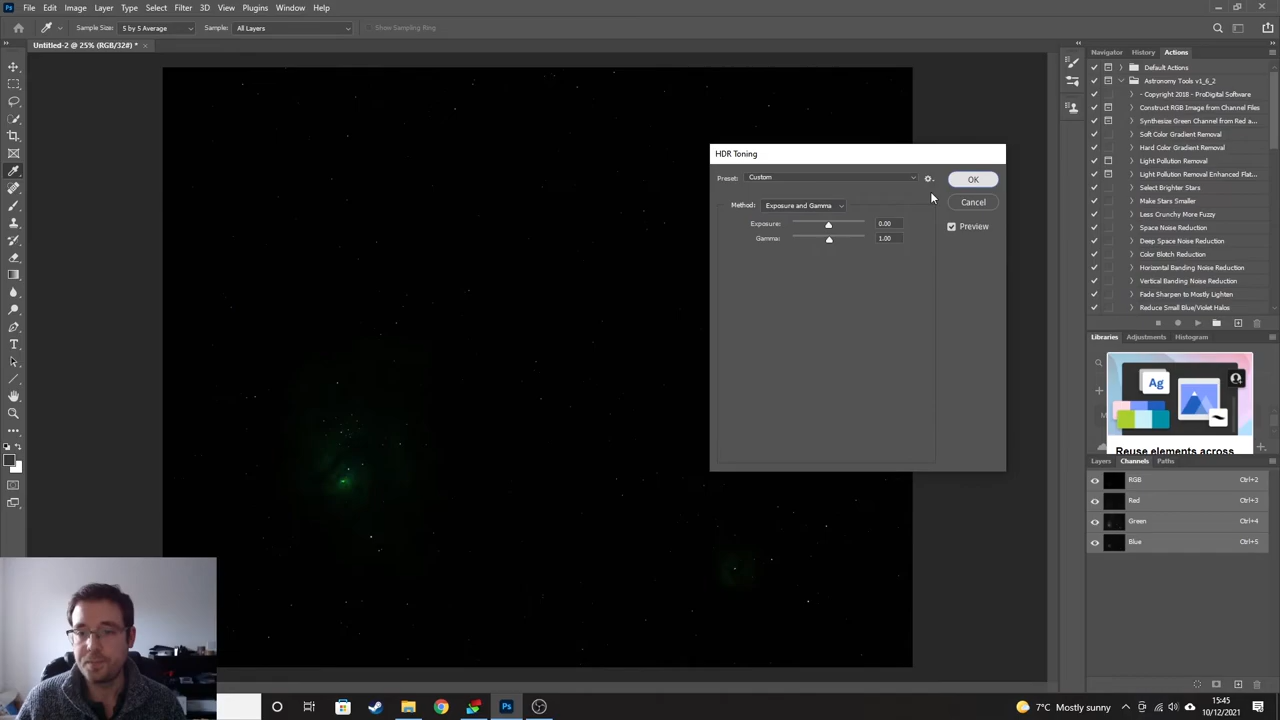 Ps File Edit Image Layer Type Select Filter 3D View Plugins Window Help
Sample Size: 5 by 5 Average Sample: All Layers Show Sampling Ring
Untitled-2 @ 25% (RGB/32#) * ×
Navigator History Actions
Default Actions
Astronomy Tools v1_6_2
- Copyright 2018 - ProDigital Software
Construct RGB Image from Channel Files
Synthesize Green Channel from Red a...
Soft Color Gradient Removal
Hard Color Gradient Removal
Light Pollution Removal
Light Pollution Removal Enhanced Flat...
Select Brighter Stars
Make Stars Smaller
Less Crunchy More Fuzzy
Space Noise Reduction
Deep Space Noise Reduction
Color Blotch Reduction
Horizontal Banding Noise Reduction
Vertical Banding Noise Reduction
Fade Sharpen to Mostly Lighten
Reduce Small Blue/Violet Halos
HDR Toning
Preset: Custom OK
Method: Exposure and Gamma Cancel
Exposure: 0.00 Preview
Gamma: 1.00
Libraries Adjustments Histogram
Ag
Reuse elements across
Layers Channels Paths
RGB Ctrl+2
Red Ctrl+3
Green Ctrl+4
Blue Ctrl+5
Ps
7°C Mostly sunny
15:45
10/12/2021